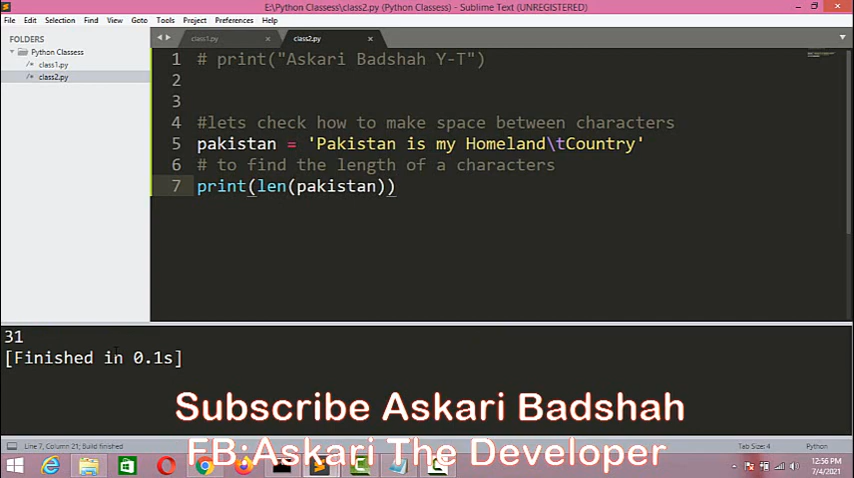 E:\Python Classess\class2.py (Python Classess) - Sublime Text (UNREGISTERED)
File Edit Selection Find View Goto Tools Project Preferences Help
FOLDERS
Python Classess
/* class1.py
/* class2.py
class1.py × class2.py ×
1 # print("Askari Badshah Y-T")
2
3
4 #lets check how to make space between characters
5 pakistan = 'Pakistan is my Homeland\tCountry'
6 # to find the length of a characters
7 print(len(pakistan))
31
[Finished in 0.1s]
Subscribe Askari Badshah
FB:Askari The Developer
Line 7, Column 21; Build finished Tab Size: 4 Python
12:56 PM
7/4/2021